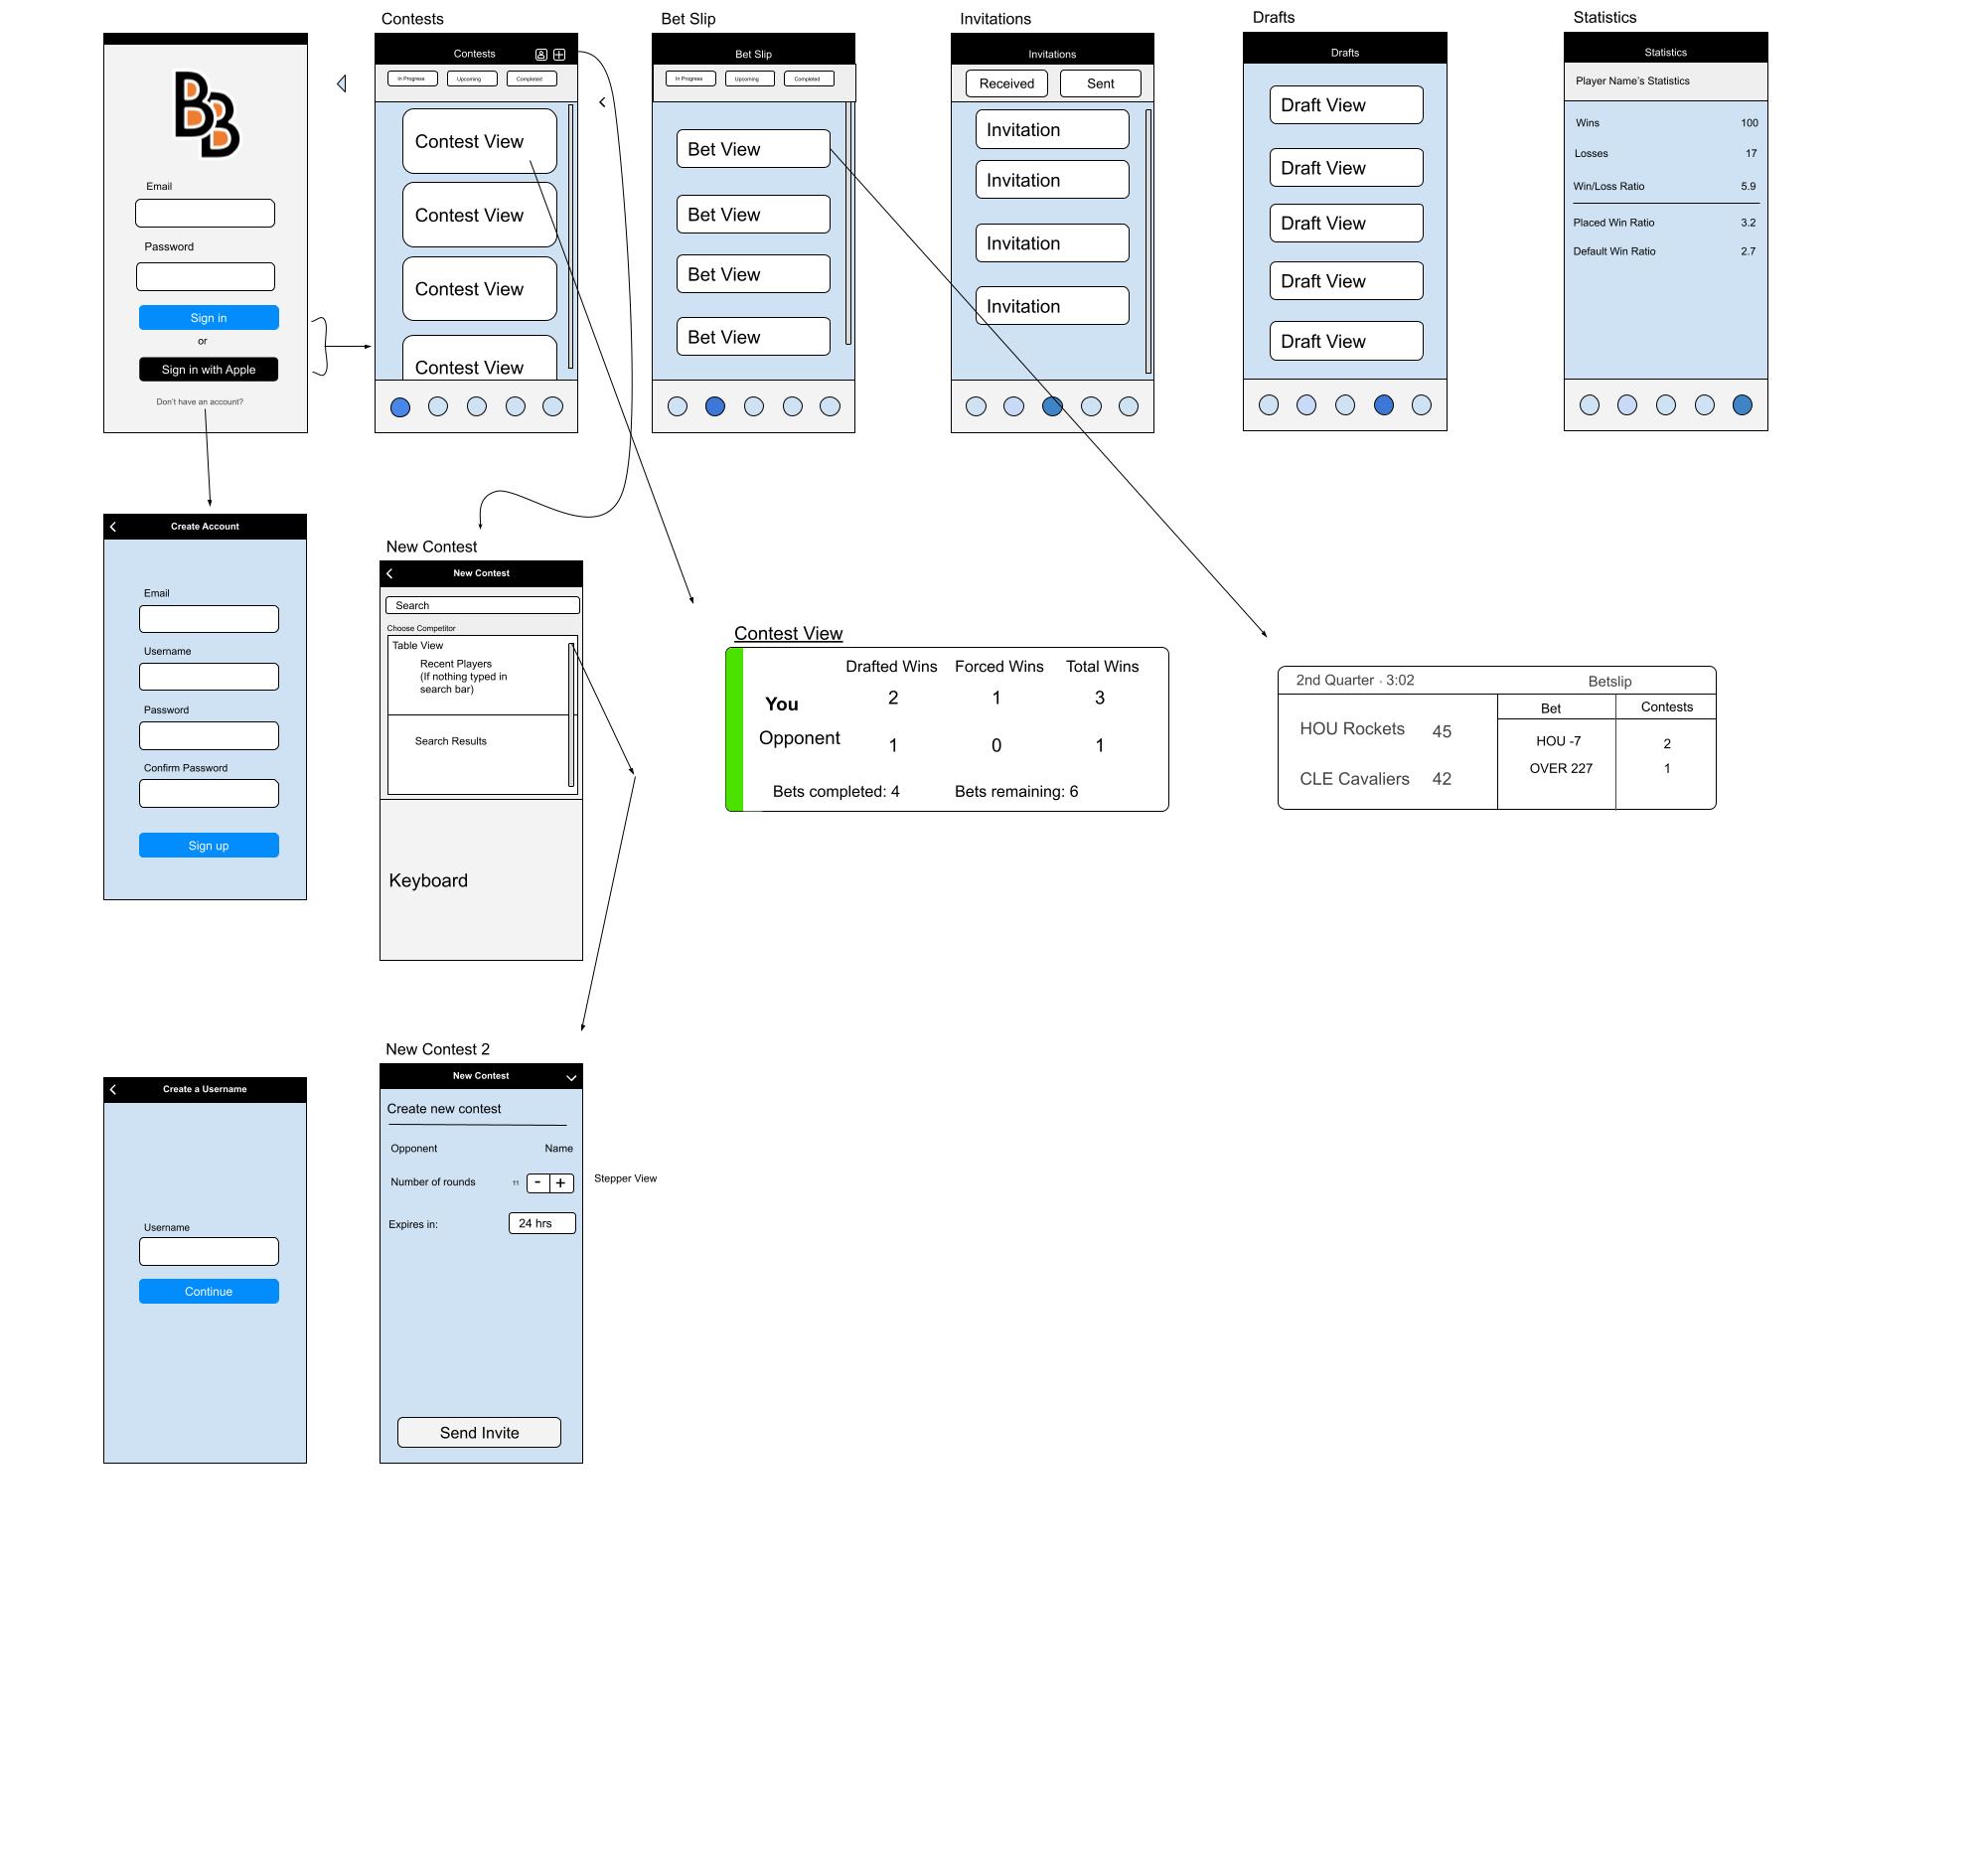 Contests
Bet Slip
Invitations
Drafts
Statistics
BB
Email
Password
Sign in
or
Sign in with Apple
Don't have an account?
Contests
In Progress
Upcoming
Completed
Contest View
Contest View
Contest View
Contest View
Bet Slip
In Progress
Upcoming
Completed
Bet View
Bet View
Bet View
Bet View
Invitations
Received
Sent
Invitation
Invitation
Invitation
Invitation
Drafts
Draft View
Draft View
Draft View
Draft View
Draft View
Statistics
Player Name's Statistics
Wins 100
Losses 17
Win/Loss Ratio 5.9
Placed Win Ratio 3.2
Default Win Ratio 2.7
Create Account
Email
Username
Password
Confirm Password
Sign up
New Contest
New Contest
Search
Choose Competitor
Table View
Recent Players
(If nothing typed in
search bar)
Search Results
Keyboard
Contest View
Drafted Wins Forced Wins Total Wins
You 2 1 3
Opponent 1 0 1
Bets completed: 4 Bets remaining: 6
2nd Quarter · 3:02
Betslip
Bet Contests
HOU Rockets 45
CLE Cavaliers 42
HOU -7 2
OVER 227 1
Create a Username
Username
Continue
New Contest 2
New Contest
Create new contest
Opponent Name
Number of rounds 11 - +
Stepper View
Expires in: 24 hrs
Send Invite